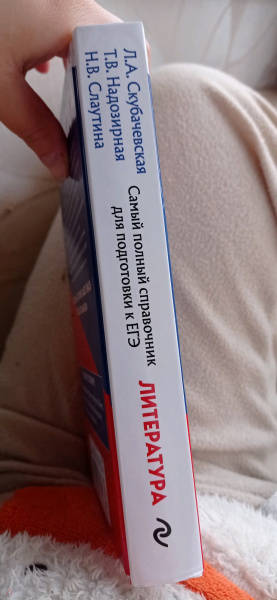 Л.А. Скубачевская
Т.В. Надозирная
Н.В. Слаутина
Самый полный справочник
для подготовки к ЕГЭ
ЛИТЕРАТУРА